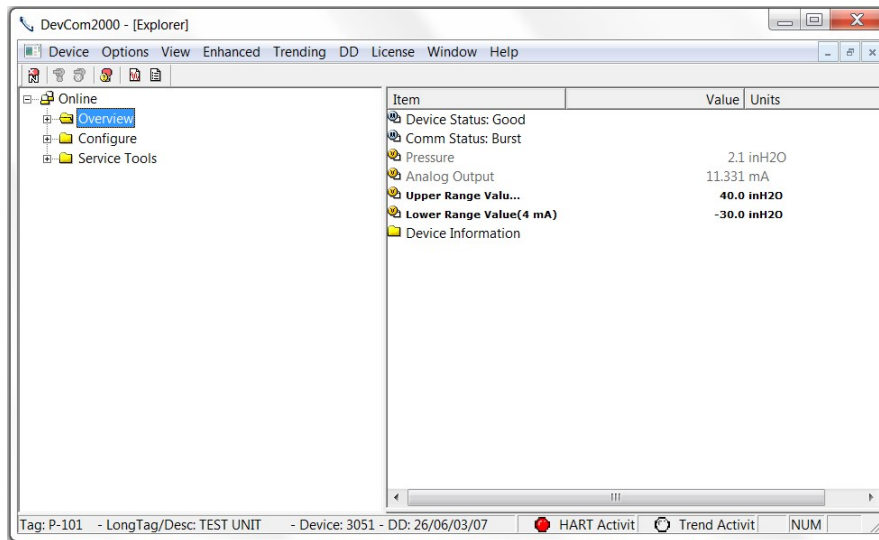 DevCom2000 - [Explorer]
Device Options View Enhanced Trending DD License Window Help
Online
Overview
Configure
Service Tools
Item Value Units
Device Status: Good
Comm Status: Burst
Pressure 2.1 inH2O
Analog Output 11.331 mA
Upper Range Valu... 40.0 inH2O
Lower Range Value(4 mA) -30.0 inH2O
Device Information
Tag: P-101 - LongTag/Desc: TEST UNIT - Device: 3051 - DD: 26/06/03/07 HART Activit Trend Activit NUM